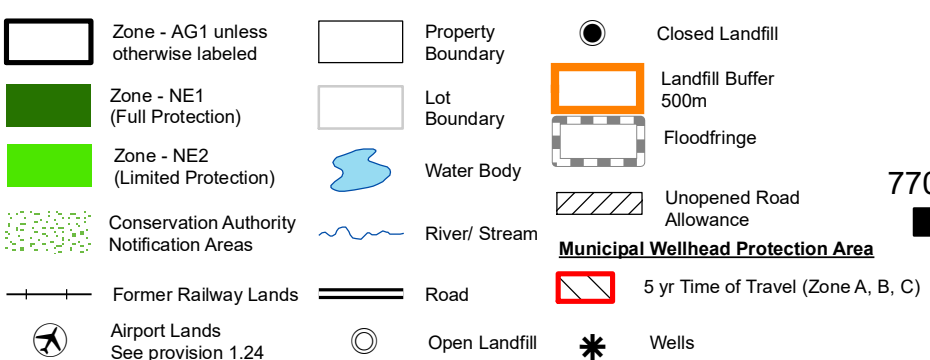 Zone - AG1 unless
otherwise labeled
Zone - NE1
(Full Protection)
Zone - NE2
(Limited Protection)
Conservation Authority
Notification Areas
Former Railway Lands
Airport Lands
See provision 1.24
Property
Boundary
Lot
Boundary
Water Body
River/ Stream
Road
Open Landfill
Closed Landfill
Landfill Buffer
500m
Floodfringe
Unopened Road
Allowance
Municipal Wellhead Protection Area
5 yr Time of Travel (Zone A, B, C)
Wells